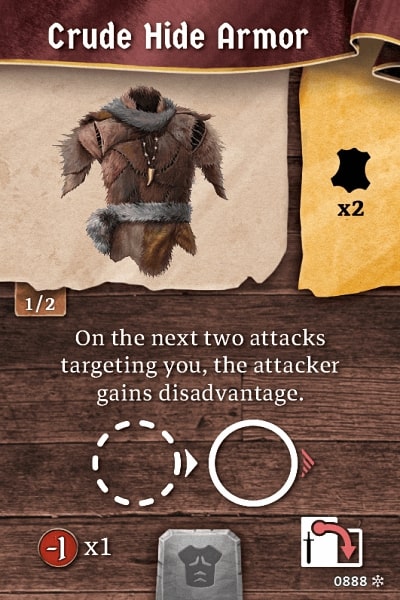 Crude Hide Armor
x2
1/2
On the next two attacks
targeting you, the attacker
gains disadvantage.
-1 x1
0888